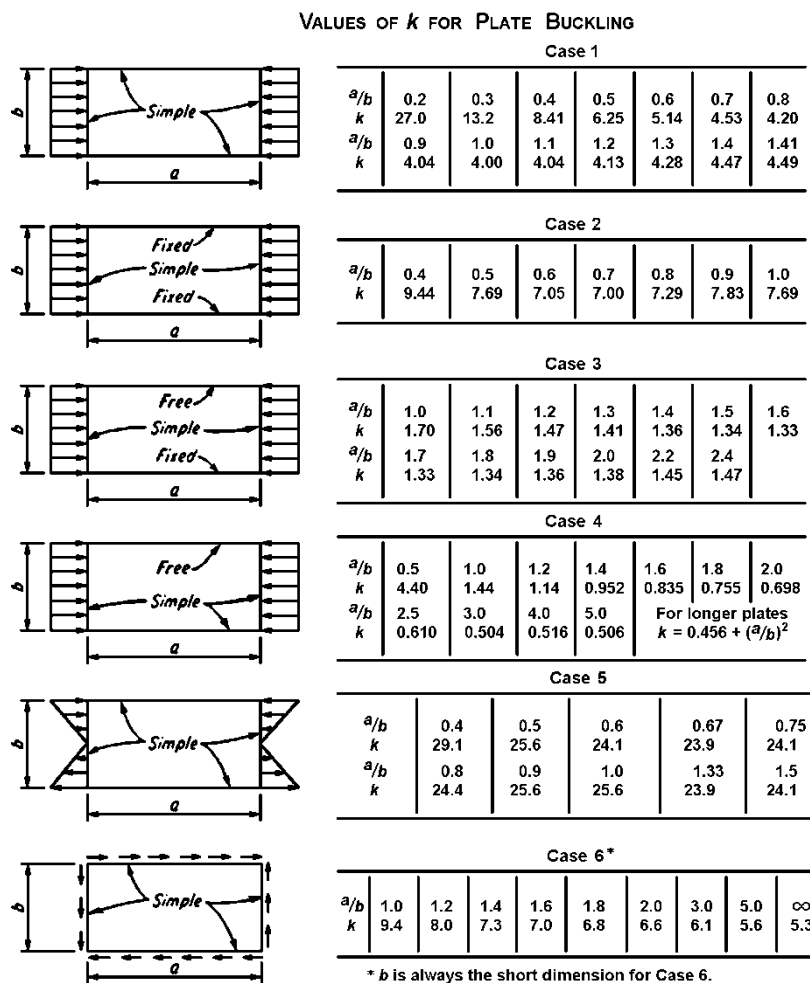 VALUES OF k FOR PLATE BUCKLING
Case 1
b
Simple
a
a/b 0.2 0.3 0.4 0.5 0.6 0.7 0.8
k 27.0 13.2 8.41 6.25 5.14 4.53 4.20
a/b 0.9 1.0 1.1 1.2 1.3 1.4 1.41
k 4.04 4.00 4.04 4.13 4.28 4.47 4.49
Case 2
b
Fixed
Simple
Fixed
a
a/b 0.4 0.5 0.6 0.7 0.8 0.9 1.0
k 9.44 7.69 7.05 7.00 7.29 7.83 7.69
Case 3
b
Free
Simple
Fixed
a
a/b 1.0 1.1 1.2 1.3 1.4 1.5 1.6
k 1.70 1.56 1.47 1.41 1.36 1.34 1.33
a/b 1.7 1.8 1.9 2.0 2.2 2.4
k 1.33 1.34 1.36 1.38 1.45 1.47
Case 4
b
Free
Simple
a
a/b 0.5 1.0 1.2 1.4 1.6 1.8 2.0
k 4.40 1.44 1.14 0.952 0.835 0.755 0.698
a/b 2.5 3.0 4.0 5.0 For longer plates
k 0.610 0.504 0.516 0.506 k = 0.456 + (a/b)2
Case 5
b
Simple
a
a/b 0.4 0.5 0.6 0.67 0.75
k 29.1 25.6 24.1 23.9 24.1
a/b 0.8 0.9 1.0 1.33 1.5
k 24.4 25.6 25.6 23.9 24.1
Case 6*
b
Simple
a
a/b 1.0 1.2 1.4 1.6 1.8 2.0 3.0 5.0 ∞
k 9.4 8.0 7.3 7.0 6.8 6.6 6.1 5.6 5.3
* b is always the short dimension for Case 6.